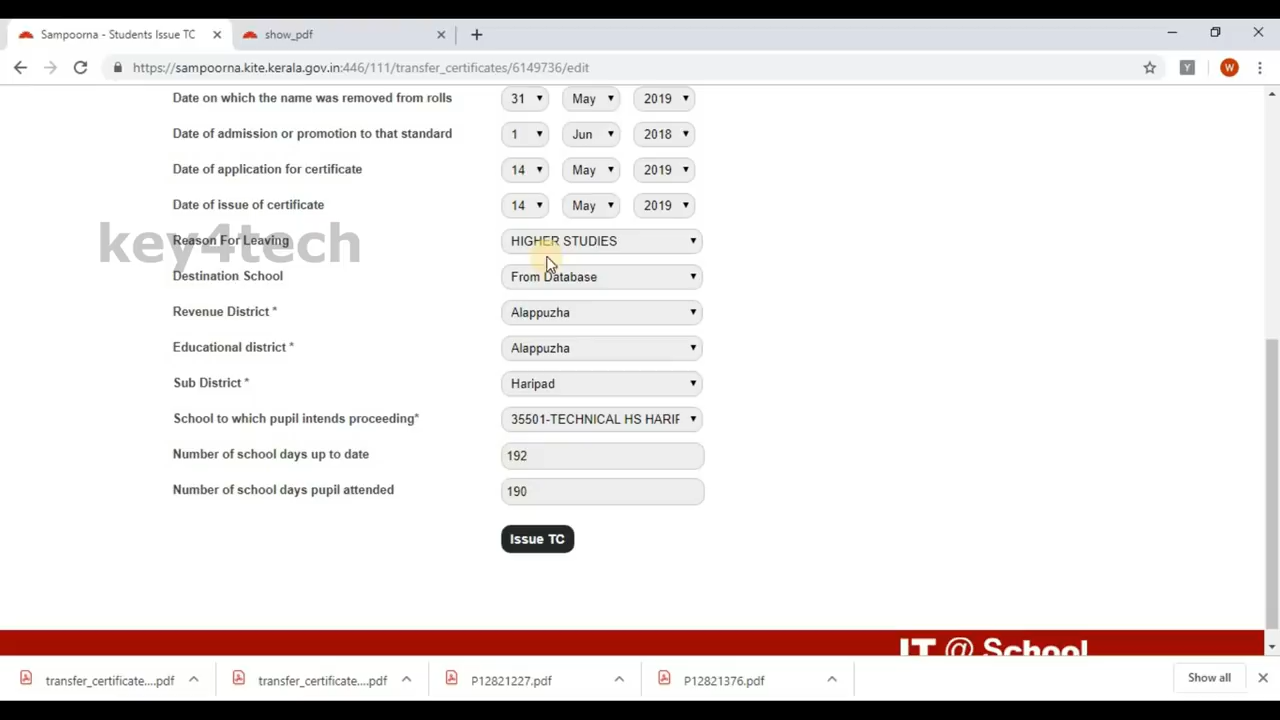 Sampoorna - Students Issue TC
show_pdf
https://sampoorna.kite.kerala.gov.in:446/111/transfer_certificates/6149736/edit
Y
W
Date on which the name was removed from rolls 31 May 2019
Date of admission or promotion to that standard 1 Jun 2018
Date of application for certificate 14 May 2019
Date of issue of certificate 14 May 2019
key4tech
Reason For Leaving HIGHER STUDIES
Destination School From Database
Revenue District * Alappuzha
Educational district * Alappuzha
Sub District * Haripad
School to which pupil intends proceeding* 35501-TECHNICAL HS HARIF
Number of school days up to date 192
Number of school days pupil attended 190
Issue TC
IT @ School
transfer_certificate....pdf
transfer_certificate....pdf
P12821227.pdf
P12821376.pdf
Show all